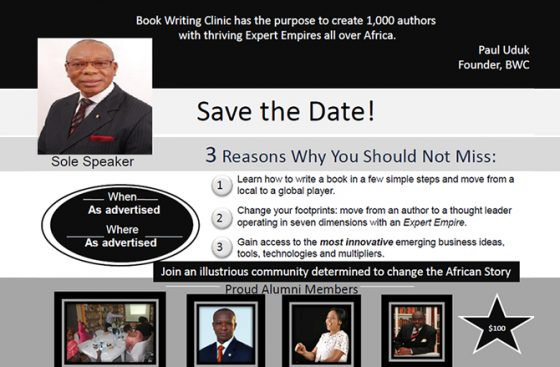 Book Writing Clinic has the purpose to create 1,000 authors
with thriving Expert Empires all over Africa.
Paul Uduk
Founder, BWC
Save the Date!
Sole Speaker
3 Reasons Why You Should Not Miss:
1 Learn how to write a book in a few simple steps and move from
a local to a global player.
When
As advertised
Where
As advertised
2 Change your footprints: move from an author to a thought leader
operating in seven dimensions with an Expert Empire.
3 Gain access to the most innovative emerging business ideas,
tools, technologies and multipliers.
Join an illustrious community determined to change the African Story
Proud Alumni Members
$100